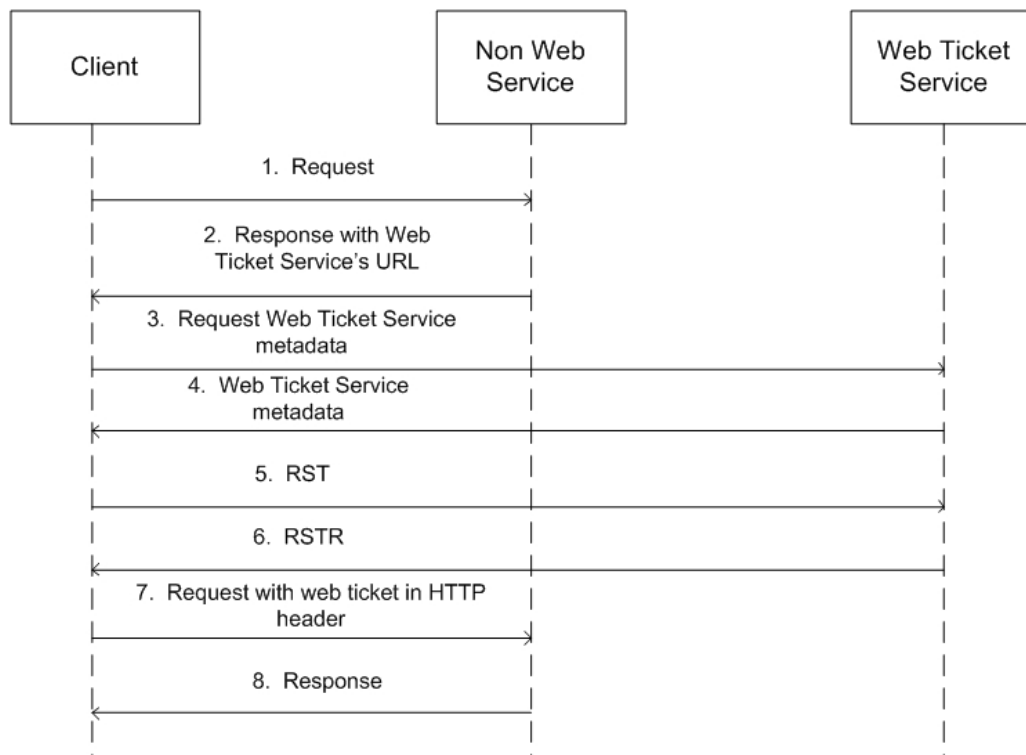 Client
Non Web
Service
Web Ticket
Service
1. Request
2. Response with Web
Ticket Service’s URL
3. Request Web Ticket Service
metadata
4. Web Ticket Service
metadata
5. RST
6. RSTR
7. Request with web ticket in HTTP
header
8. Response